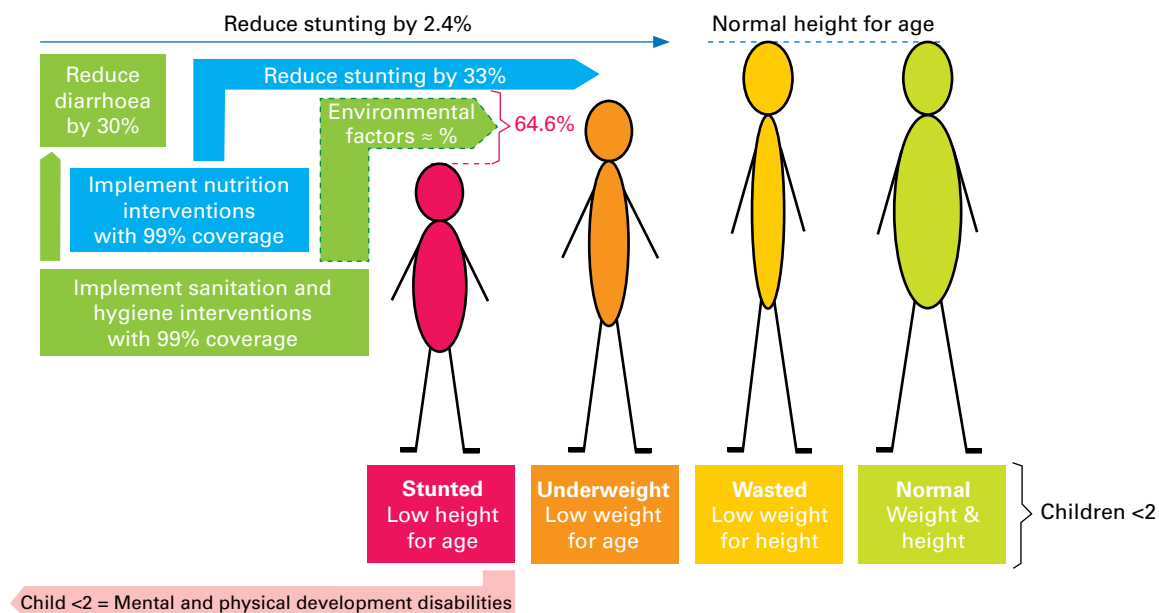 Reduce stunting by 2.4%
Normal height for age
Reduce
diarrhoea
by 30%
Reduce stunting by 33%
Environmental
factors ≈ %
64.6%
Implement nutrition
interventions
with 99% coverage
Implement sanitation and
hygiene interventions
with 99% coverage
Stunted
Low height
for age
Underweight
Low weight
for age
Wasted
Low weight
for height
Normal
Weight &
height
Children <2
Child <2 = Mental and physical development disabilities